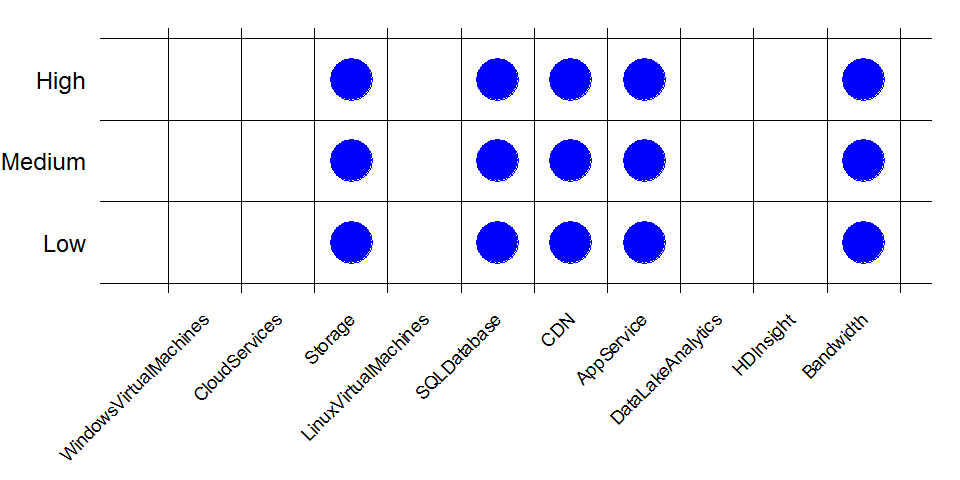 High
Medium
Low
WindowsVirtualMachines
CloudServices
Storage
LinuxVirtualMachines
SQLDatabase
CDN
AppService
DataLakeAnalytics
HDInsight
Bandwidth